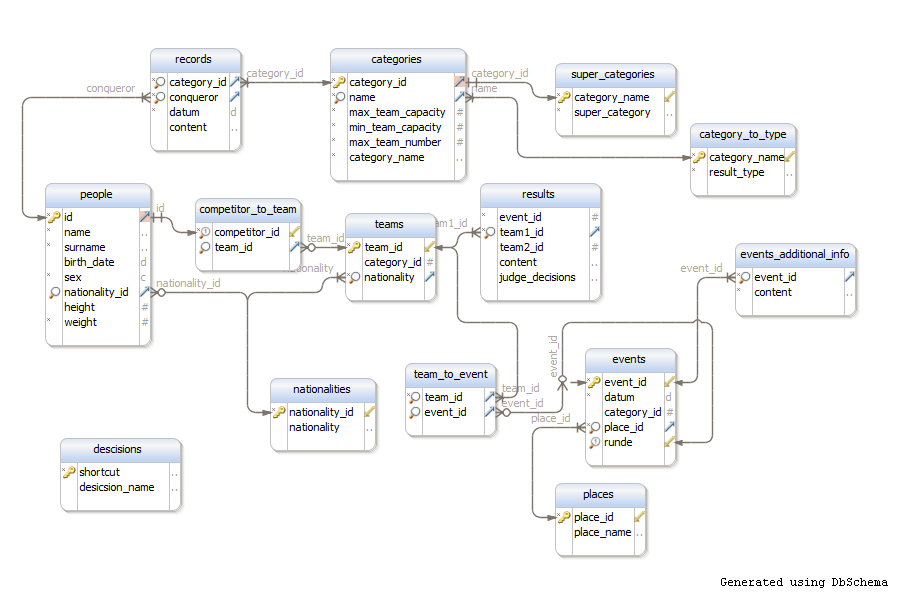 records
category_id
conqueror
datum
content
conqueror
category_id
categories
category_id
name
max_team_capacity
min_team_capacity
max_team_number
category_name
category_id
name
super_categories
category_name
super_category
category_to_type
category_name
result_type
people
id
name
surname
birth_date
sex
nationality_id
height
weight
id
nationality_id
competitor_to_team
competitor_id
team_id
team_id
nality
teams
team_id
category_id
nationality
am1_id
results
event_id
team1_id
team2_id
content
judge_decisions
events_additional_info
event_id
content
event_id
nationalities
nationality_id
nationality
team_to_event
team_id
event_id
team_id
event_id
event_id
place_id
events
event_id
datum
category_id
place_id
runde
descisions
shortcut
desicsion_name
places
place_id
place_name
Generated using DbSchema